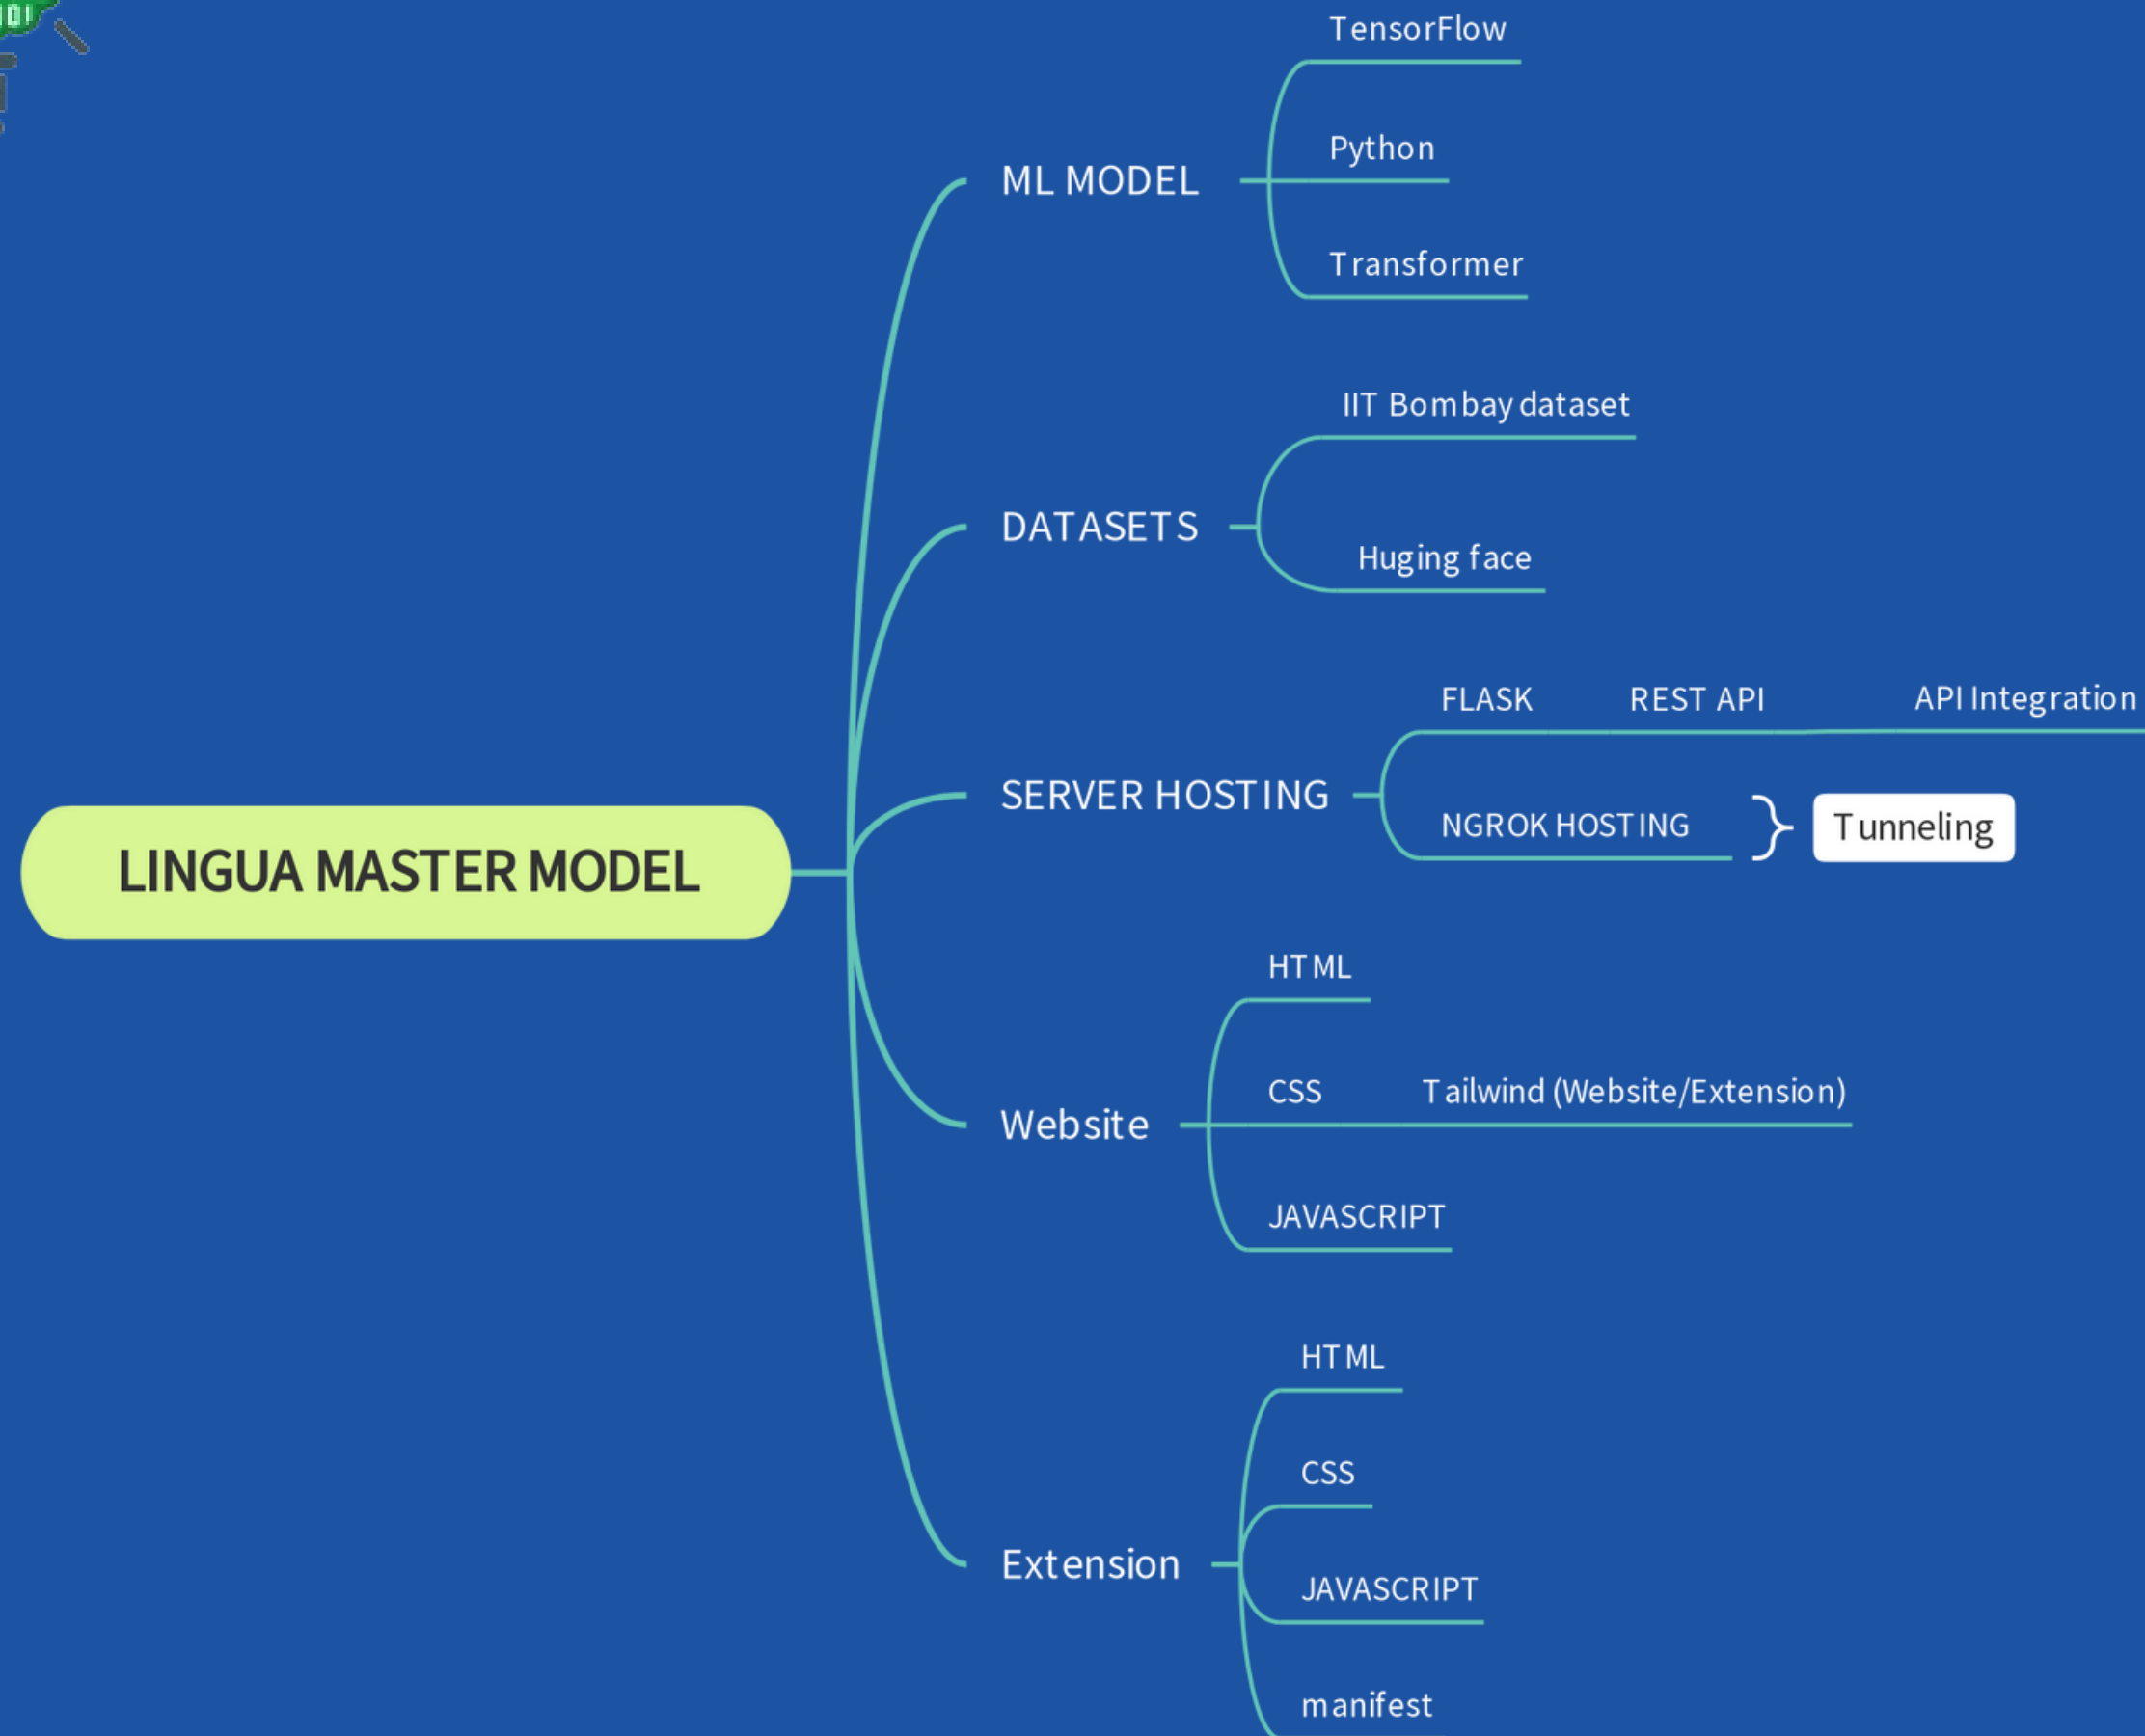 TensorFlow
Python
ML MODEL
Transformer
IIT Bombay dataset
DATASETS
Huging face
FLASK REST API API Integration
SERVER HOSTING
NGROK HOSTING Tunneling
LINGUA MASTER MODEL
HTML
CSS Tailwind (Website/Extension)
Website
JAVASCRIPT
HTML
CSS
Extension
JAVASCRIPT
manifest